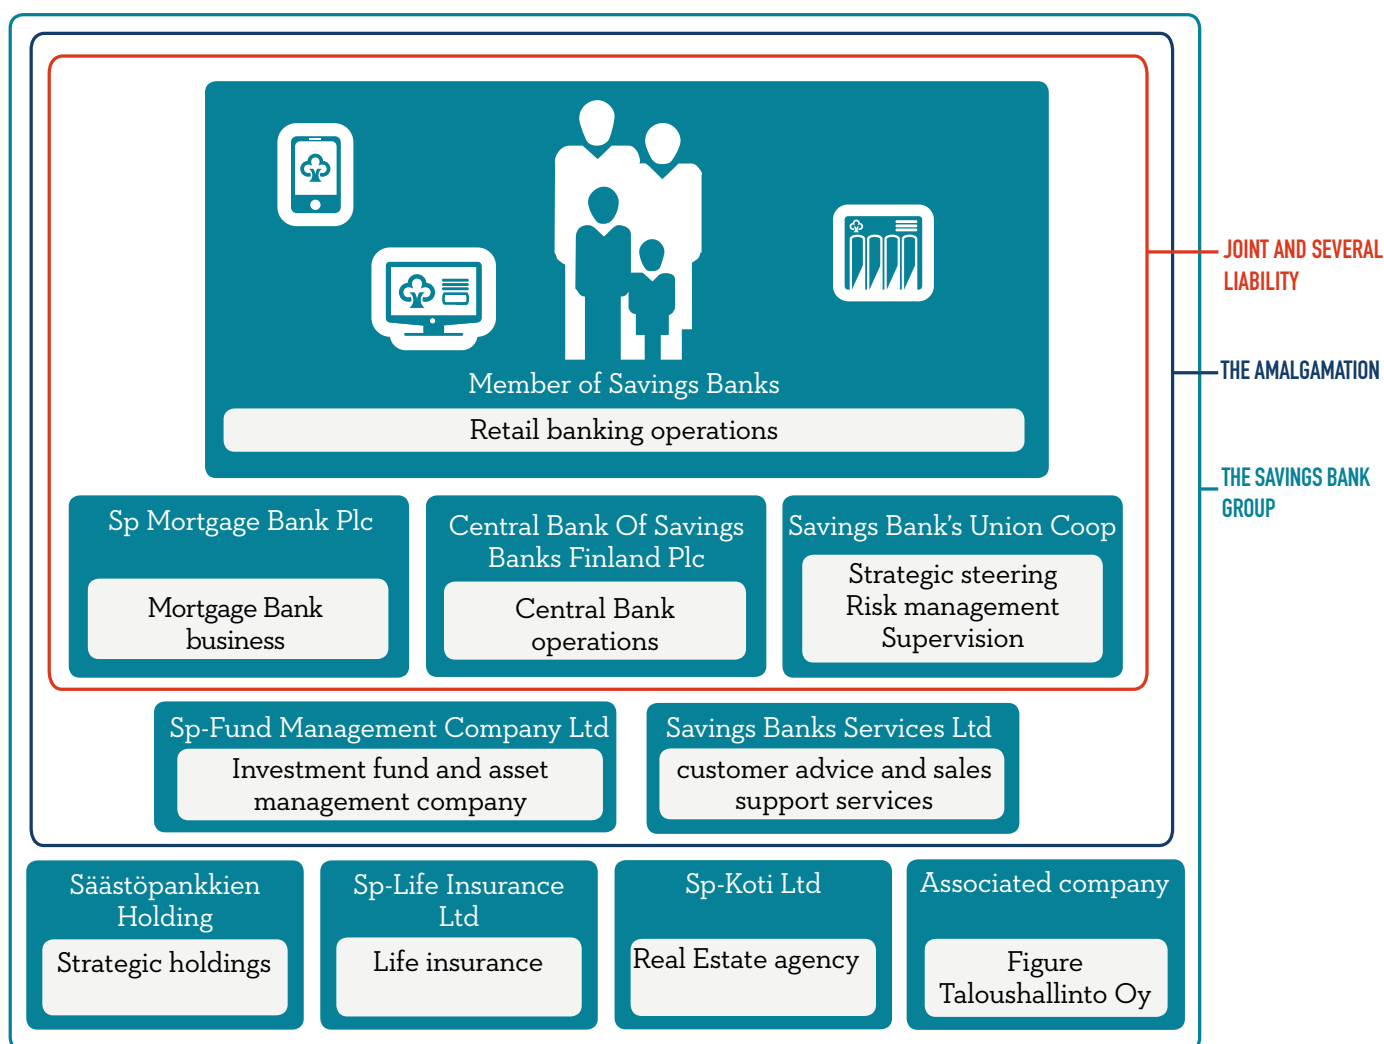 Member of Savings Banks
Retail banking operations
JOINT AND SEVERAL
LIABILITY
THE AMALGAMATION
THE SAVINGS BANK
GROUP
Sp Mortgage Bank Plc
Mortgage Bank
business
Central Bank Of Savings
Banks Finland Plc
Central Bank
operations
Savings Bank’s Union Coop
Strategic steering
Risk management
Supervision
Sp-Fund Management Company Ltd
Investment fund and asset
management company
Savings Banks Services Ltd
customer advice and sales
support services
Säästöpankkien
Holding
Strategic holdings
Sp-Life Insurance
Ltd
Life insurance
Sp-Koti Ltd
Real Estate agency
Associated company
Figure
Taloushallinto Oy